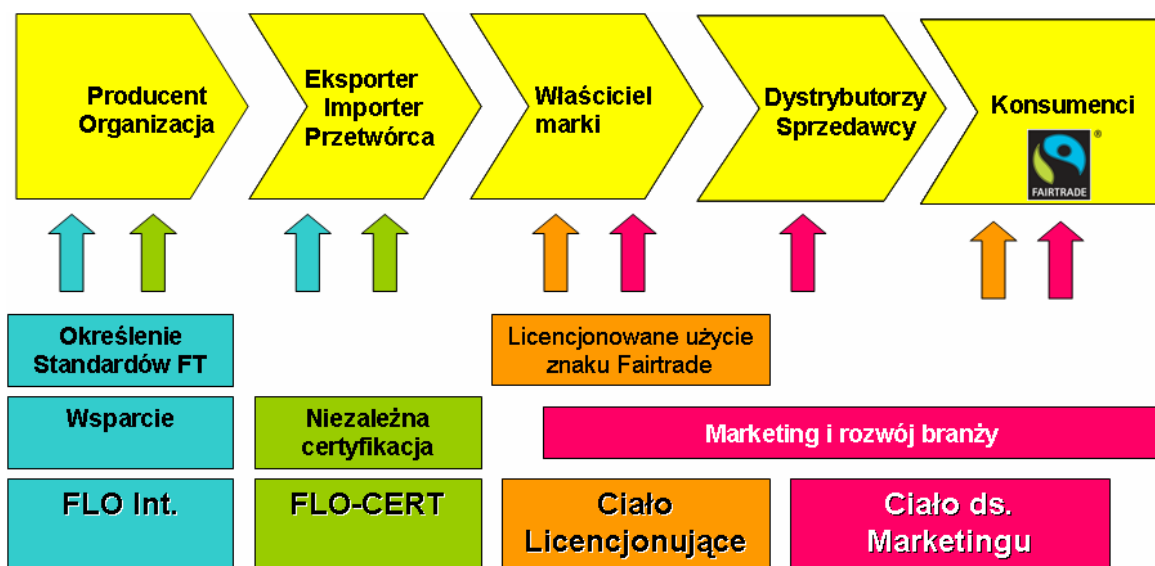 Producent
Organizacja
Eksporter
Importer
Przetwórca
Właściciel
marki
Dystrybutorzy
Sprzedawcy
Konsumenci
®
FAIRTRADE
Określenie
Standardów FT
Licencjonowane użycie
znaku Fairtrade
Wsparcie
Niezależna
certyfikacja
Marketing i rozwój branży
FLO Int.
FLO-CERT
Ciało
Licencjonujące
Ciało ds.
Marketingu